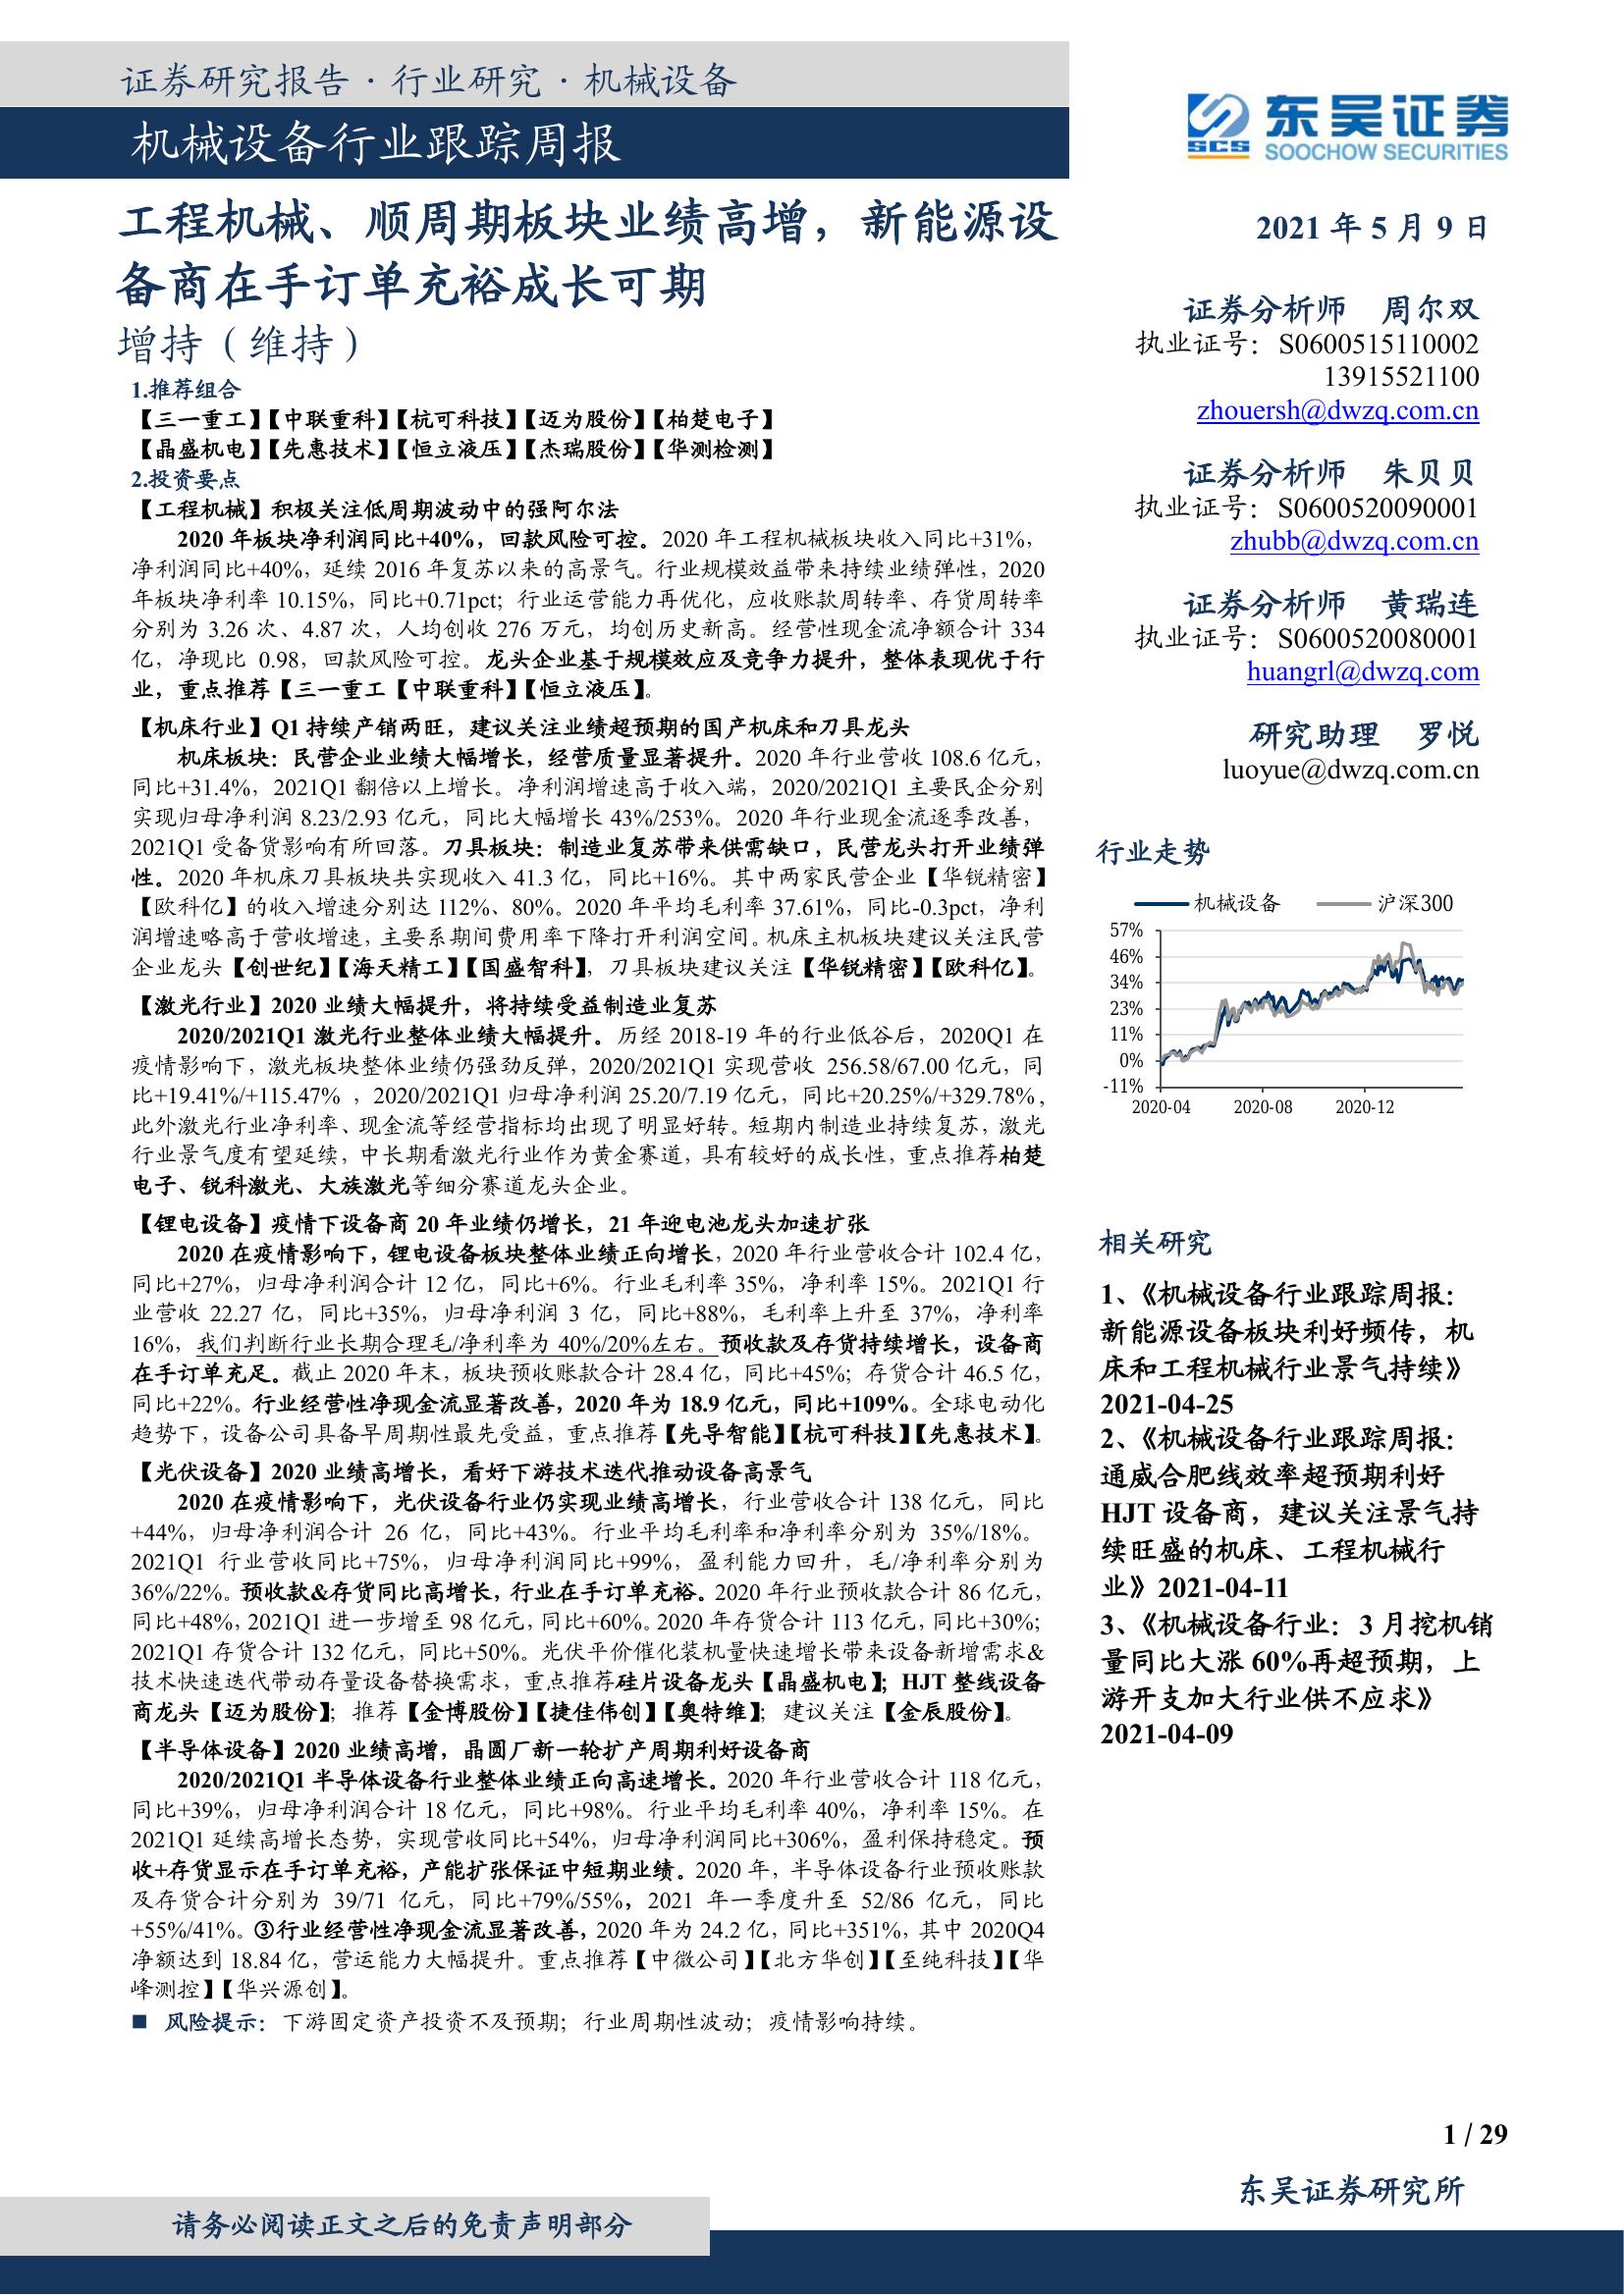 证券研究报告 · 行业研究 · 机械设备
机械设备行业跟踪周报
东吴证券
SCS
SOOCHOW SECURITIES
工程机械、顺周期板块业绩高增，新能源设
备商在手订单充裕成长可期
增持（维持）
1.推荐组合
【三一重工】【中联重科】【杭可科技】【迈为股份】【柏楚电子】
【晶盛机电】【先惠技术】【恒立液压】【杰瑞股份】【华测检测】
2.投资要点
【工程机械】积极关注低周期波动中的强阿尔法
2020 年板块净利润同比+40%，回款风险可控。2020 年工程机械板块收入同比+31%，
净利润同比+40%，延续 2016 年复苏以来的高景气。行业规模效益带来持续业绩弹性，2020
年板块净利率 10.15%，同比+0.71pct；行业运营能力再优化，应收账款周转率、存货周转率
分别为 3.26 次、4.87 次，人均创收 276 万元，均创历史新高。经营性现金流净额合计 334
亿，净现比 0.98，回款风险可控。龙头企业基于规模效应及竞争力提升，整体表现优于行
业，重点推荐【三一重工【中联重科】【恒立液压】。
【机床行业】Q1 持续产销两旺，建议关注业绩超预期的国产机床和刀具龙头
机床板块：民营企业业绩大幅增长，经营质量显著提升。2020 年行业营收 108.6 亿元，
同比+31.4%，2021Q1 翻倍以上增长。净利润增速高于收入端，2020/2021Q1 主要民企分别
实现归母净利润 8.23/2.93 亿元，同比大幅增长 43%/253%。2020 年行业现金流逐季改善，
2021Q1 受备货影响有所回落。刀具板块：制造业复苏带来供需缺口，民营龙头打开业绩弹
性。2020 年机床刀具板块共实现收入 41.3 亿，同比+16%。其中两家民营企业【华锐精密】
【欧科亿】的收入增速分别达 112%、80%。2020 年平均毛利率 37.61%，同比-0.3pct，净利
润增速略高于营收增速，主要系期间费用率下降打开利润空间。机床主机板块建议关注民营
企业龙头【创世纪】【海天精工】【国盛智科】，刀具板块建议关注【华锐精密】【欧科亿】。
【激光行业】2020 业绩大幅提升，将持续受益制造业复苏
2020/2021Q1 激光行业整体业绩大幅提升。历经 2018-19 年的行业低谷后，2020Q1 在
疫情影响下，激光板块整体业绩仍强劲反弹，2020/2021Q1 实现营收 256.58/67.00 亿元，同
比+19.41%/+115.47% ，2020/2021Q1 归母净利润 25.20/7.19 亿元，同比+20.25%/+329.78%，
此外激光行业净利率、现金流等经营指标均出现了明显好转。短期内制造业持续复苏，激光
行业景气度有望延续，中长期看激光行业作为黄金赛道，具有较好的成长性，重点推荐柏楚
电子、锐科激光、大族激光等细分赛道龙头企业。
【锂电设备】疫情下设备商 20 年业绩仍增长，21 年迎电池龙头加速扩张
2020 在疫情影响下，锂电设备板块整体业绩正向增长，2020 年行业营收合计 102.4 亿，
同比+27%，归母净利润合计 12 亿，同比+6%。行业毛利率 35%，净利率 15%。2021Q1 行
业营收 22.27 亿，同比+35%，归母净利润 3 亿，同比+88%，毛利率上升至 37%，净利率
16%，我们判断行业长期合理毛/净利率为 40%/20%左右。预收款及存货持续增长，设备商
在手订单充足。截止 2020 年末，板块预收账款合计 28.4 亿，同比+45%；存货合计 46.5 亿，
同比+22%。行业经营性净现金流显著改善，2020 年为 18.9 亿元，同比+109%。全球电动化
趋势下，设备公司具备早周期性最先受益，重点推荐【先导智能】【杭可科技】【先惠技术】。
【光伏设备】2020 业绩高增长，看好下游技术迭代推动设备高景气
2020 在疫情影响下，光伏设备行业仍实现业绩高增长，行业营收合计 138 亿元，同比
+44%，归母净利润合计 26 亿，同比+43%。行业平均毛利率和净利率分别为 35%/18%。
2021Q1 行业营收同比+75%，归母净利润同比+99%，盈利能力回升，毛/净利率分别为
36%/22%。预收款&存货同比高增长，行业在手订单充裕。2020 年行业预收款合计 86 亿元，
同比+48%，2021Q1 进一步增至 98 亿元，同比+60%。2020 年存货合计 113 亿元，同比+30%；
2021Q1 存货合计 132 亿元，同比+50%。光伏平价催化装机量快速增长带来设备新增需求&
技术快速迭代带动存量设备替换需求，重点推荐硅片设备龙头【晶盛机电】；HJT 整线设备
商龙头【迈为股份】；推荐【金博股份】【捷佳伟创】【奥特维】；建议关注【金辰股份】。
【半导体设备】2020 业绩高增，晶圆厂新一轮扩产周期利好设备商
2020/2021Q1 半导体设备行业整体业绩正向高速增长。2020 年行业营收合计 118 亿元，
同比+39%，归母净利润合计 18 亿元，同比+98%。行业平均毛利率 40%，净利率 15%。在
2021Q1 延续高增长态势，实现营收同比+54%，归母净利润同比+306%，盈利保持稳定。预
收+存货显示在手订单充裕，产能扩张保证中短期业绩。2020 年，半导体设备行业预收账款
及存货合计分别为 39/71 亿元，同比+79%/55%，2021 年一季度升至 52/86 亿元，同比
+55%/41%。③行业经营性净现金流显著改善，2020 年为 24.2 亿，同比+351%，其中 2020Q4
净额达到 18.84 亿，营运能力大幅提升。重点推荐【中微公司】【北方华创】【至纯科技】【华
峰测控】【华兴源创】。
■ 风险提示：下游固定资产投资不及预期；行业周期性波动；疫情影响持续。
2021 年 5 月 9 日
证券分析师 周尔双
执业证号：S0600515110002
13915521100
zhouersh@dwzq.com.cn
证券分析师 朱贝贝
执业证号：S0600520090001
zhubb@dwzq.com.cn
证券分析师 黄瑞连
执业证号：S0600520080001
huangrl@dwzq.com
研究助理 罗悦
luoyue@dwzq.com.cn
行业走势
机械设备 沪深300
57%
46%
34%
23%
11%
0%
-11%
2020-04 2020-08 2020-12
相关研究
1、《机械设备行业跟踪周报：
新能源设备板块利好频传，机
床和工程机械行业景气持续》
2021-04-25
2、《机械设备行业跟踪周报：
通威合肥线效率超预期利好
HJT 设备商，建议关注景气持
续旺盛的机床、工程机械行
业》2021-04-11
3、《机械设备行业：3 月挖机销
量同比大涨 60%再超预期，上
游开支加大行业供不应求》
2021-04-09
1 / 29
东吴证券研究所
请务必阅读正文之后的免责声明部分